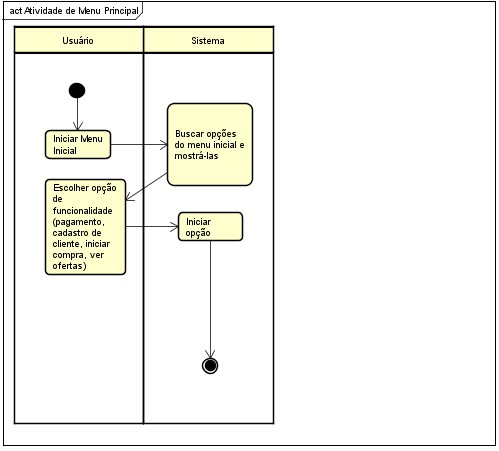 act Atividade de Menu Principal
Usuário
Sistema
Iniciar Menu
Inicial
Buscar opções
do menu inicial e
mostrá-las
Escolher opção
de
funcionalidade
(pagamento,
cadastro de
cliente, iniciar
compra, ver
ofertas)
Iniciar
opção